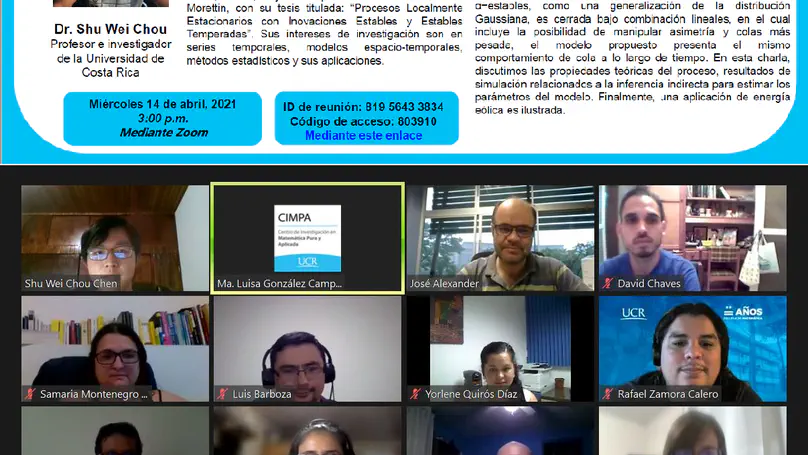 Dr. Shu Wei Chou
Profesor e investigador
de la Universidad de
Costa Rica
Morettin, con su tesis titulada: “Procesos Localmente
Estacionarios con Inovaciones Estables y Estables
Temperadas”. Sus intereses de investigación son en
series temporales, modelos espacio-temporales,
métodos estadísticos y sus aplicaciones.
α-estables, como una generalización de la distribución
Gaussiana, es cerrada bajo combinación lineales, en el cual
incluye la posibilidad de manipular asimetría y colas más
pesada, el modelo propuesto presenta el mismo
comportamiento de cola a lo largo de tiempo. En esta charla,
discutimos las propiedades teóricas del proceso, resultados de
simulación relacionados a la inferencia indirecta para estimar los
parámetros del modelo. Finalmente, una aplicación de energía
eólica es ilustrada.
Miércoles 14 de abril, 2021
3:00 p.m.
Mediante Zoom
ID de reunión: 819 5643 3834
Código de acceso: 803910
Mediante este enlace
Shu Wei Chou Chen
CIMPA
Centro de Investigación en
Matemática Pura y
Aplicada
UCR
Ma. Luisa González Camp...
José Alexander
David Chaves
Samaria Montenegro ...
Luis Barboza
Yorlene Quirós Díaz
UCR
AÑOS
Rafael Zamora Calero